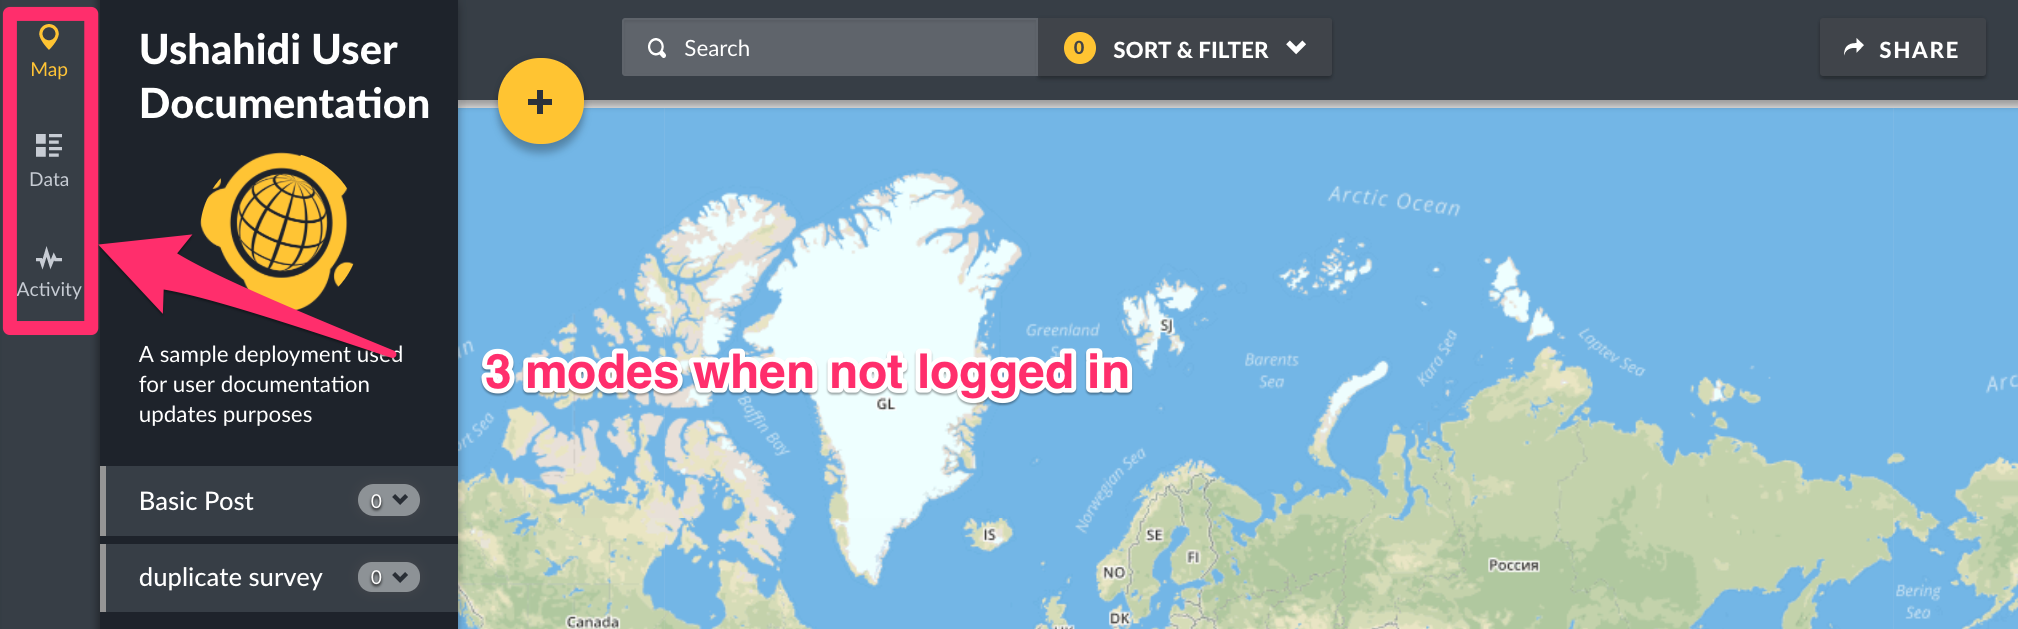 Map
Data
Activity
Ushahidi User
Documentation
A sample deployment used
for user documentation
updates purposes
Basic Post
0
duplicate survey
0
Search
0 SORT & FILTER
SHARE
3 modes when not logged in
Arctic Ocean
Greenland
SJ
Barents
Sea
Kara Sea
Laptev Sea
GL
Baffin Bay
Norwegian Sea
IS
SE
FI
NO
DK
Россия
Bering
Sea
Canada